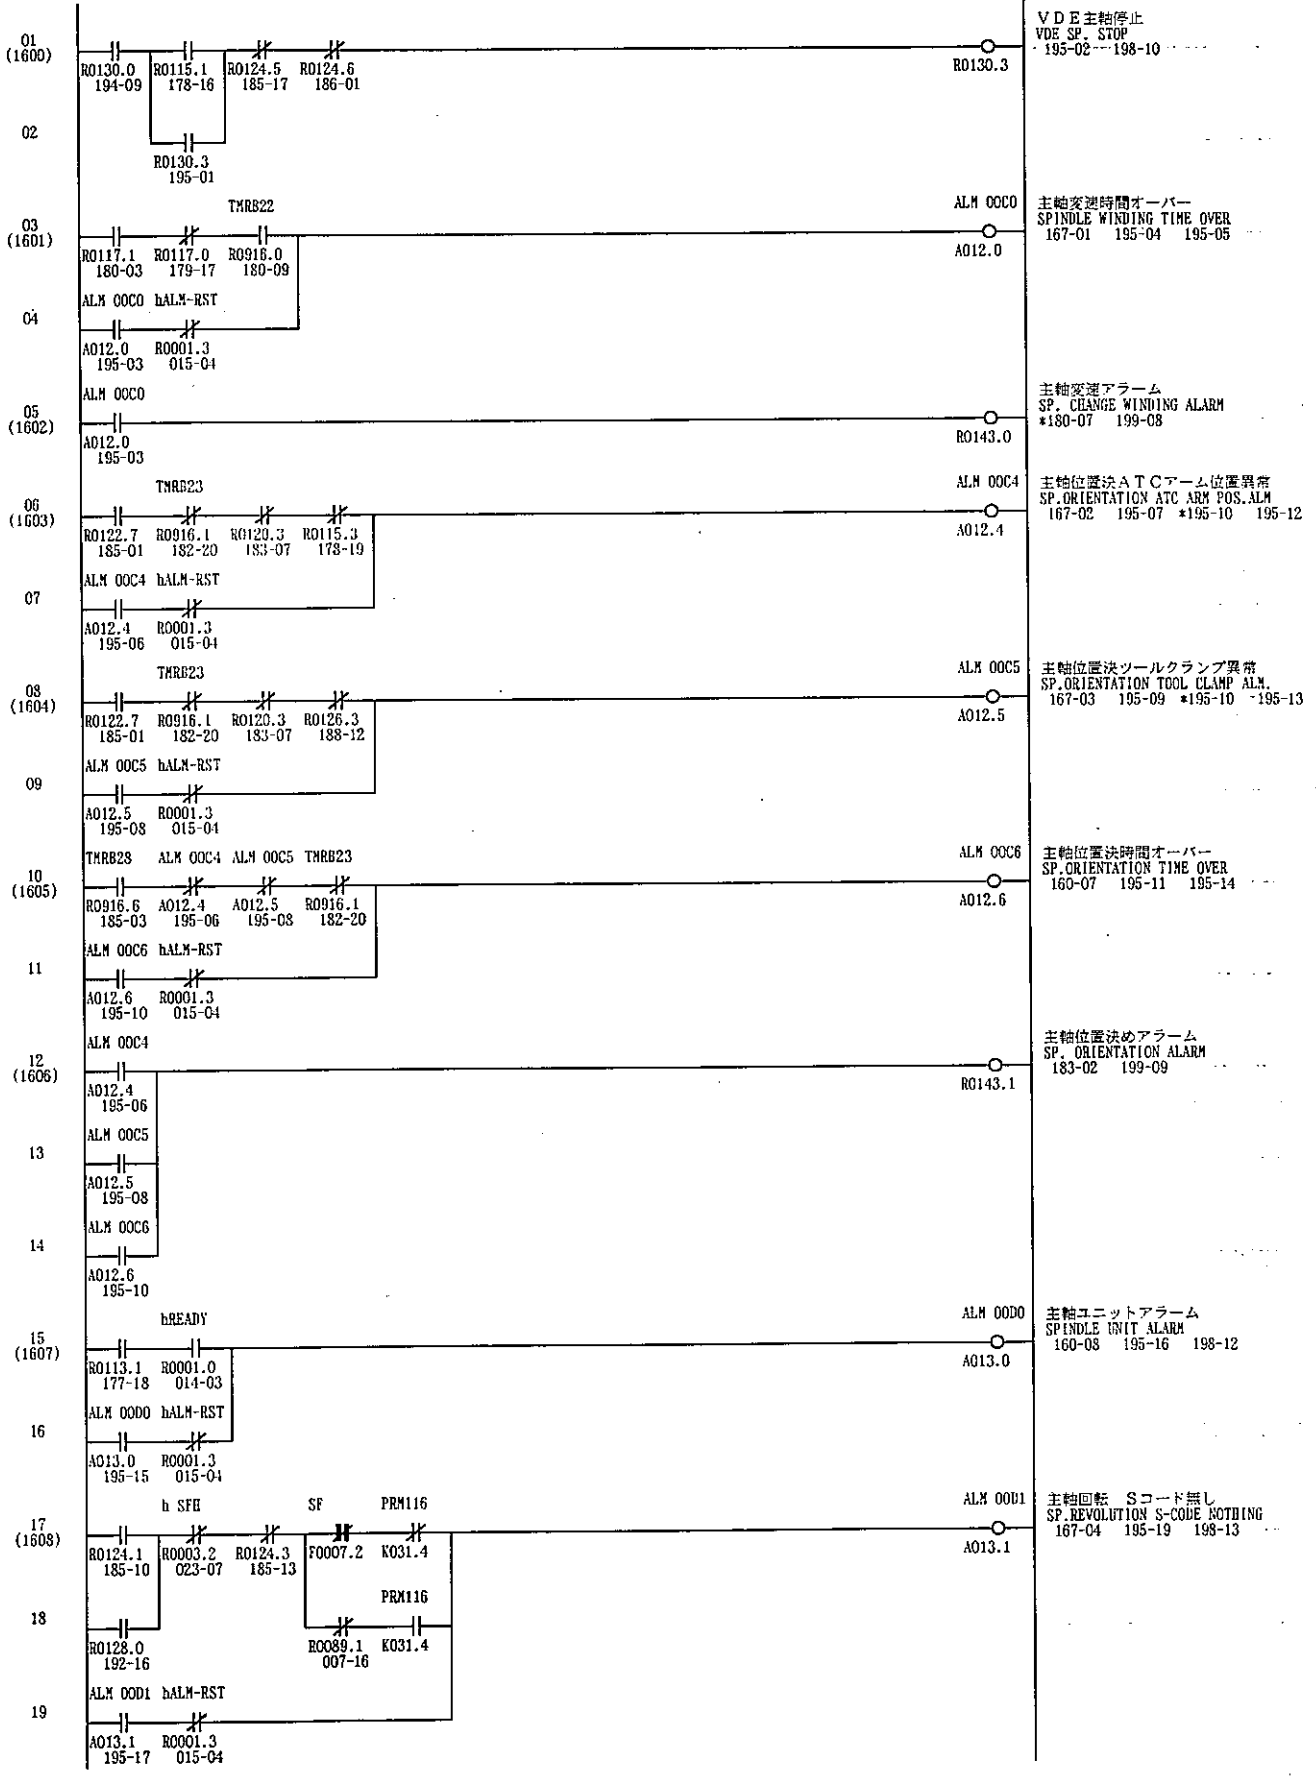 01
(1600)
R0130.0 R0115.1 R0124.5 R0124.6
194-09 178-16 185-17 186-01
R0130.3
VDE主軸停止
VDE SP. STOP
195-02 198-10
02
R0130.3
195-01
TMRB22
ALM 00C0
03
(1601)
R0117.1 R0117.0 R0916.0
180-03 179-17 180-09
A012.0
主軸変速時間オーバー
SPINDLE WINDING TIME OVER
167-01 195-04 195-05
ALM 00C0 hALM-RST
04
A012.0 R0001.3
195-03 015-04
ALM 00C0
05
(1602)
A012.0
195-03
R0143.0
主軸変速アラーム
SP. CHANGE WINDING ALARM
*180-07 199-08
TMRB23
ALM 00C4
06
(1603)
R0122.7 R0916.1 R0120.3 R0115.3
185-01 182-20 183-07 178-19
A012.4
主軸位置決ATCアーム位置異常
SP.ORIENTATION ATC ARM POS.ALM
167-02 195-07 *195-10 195-12
ALM 00C4 hALM-RST
07
A012.4 R0001.3
195-06 015-04
TMRB23
ALM 00C5
08
(1604)
R0122.7 R0916.1 R0120.3 R0126.3
185-01 182-20 183-07 188-12
A012.5
主軸位置決ツールクランプ異常
SP.ORIENTATION TOOL CLAMP ALM.
167-03 195-09 *195-10 195-13
ALM 00C5 hALM-RST
09
A012.5 R0001.3
195-08 015-04
TMRB28 ALM 00C4 ALM 00C5 TMRB23
ALM 00C6
10
(1605)
R0916.6 A012.4 A012.5 R0916.1
185-03 195-06 195-08 182-20
A012.6
主軸位置決時間オーバー
SP.ORIENTATION TIME OVER
160-07 195-11 195-14
ALM 00C6 hALM-RST
11
A012.6 R0001.3
195-10 015-04
ALM 00C4
12
(1606)
A012.4
195-06
R0143.1
主軸位置決めアラーム
SP. ORIENTATION ALARM
183-02 199-09
ALM 00C5
13
A012.5
195-08
ALM 00C6
14
A012.6
195-10
hREADY
ALM 00D0
15
(1607)
R0113.1 R0001.0
177-18 014-03
A013.0
主軸ユニットアラーム
SPINDLE UNIT ALARM
160-08 195-16 198-12
ALM 00D0 hALM-RST
16
A013.0 R0001.3
195-15 015-04
h SFE SF PRM116
ALM 00D1
17
(1608)
R0124.1 R0003.2 R0124.3 F0007.2 K031.4
185-10 023-07 185-13
A013.1
主軸回転 Sコード無し
SP.REVOLUTION S-CODE NOTHING
167-04 195-19 198-13
PRM116
18
R0128.0 R0089.1 K031.4
192-16 007-16
ALM 00D1 hALM-RST
19
A013.1 R0001.3
195-17 015-04